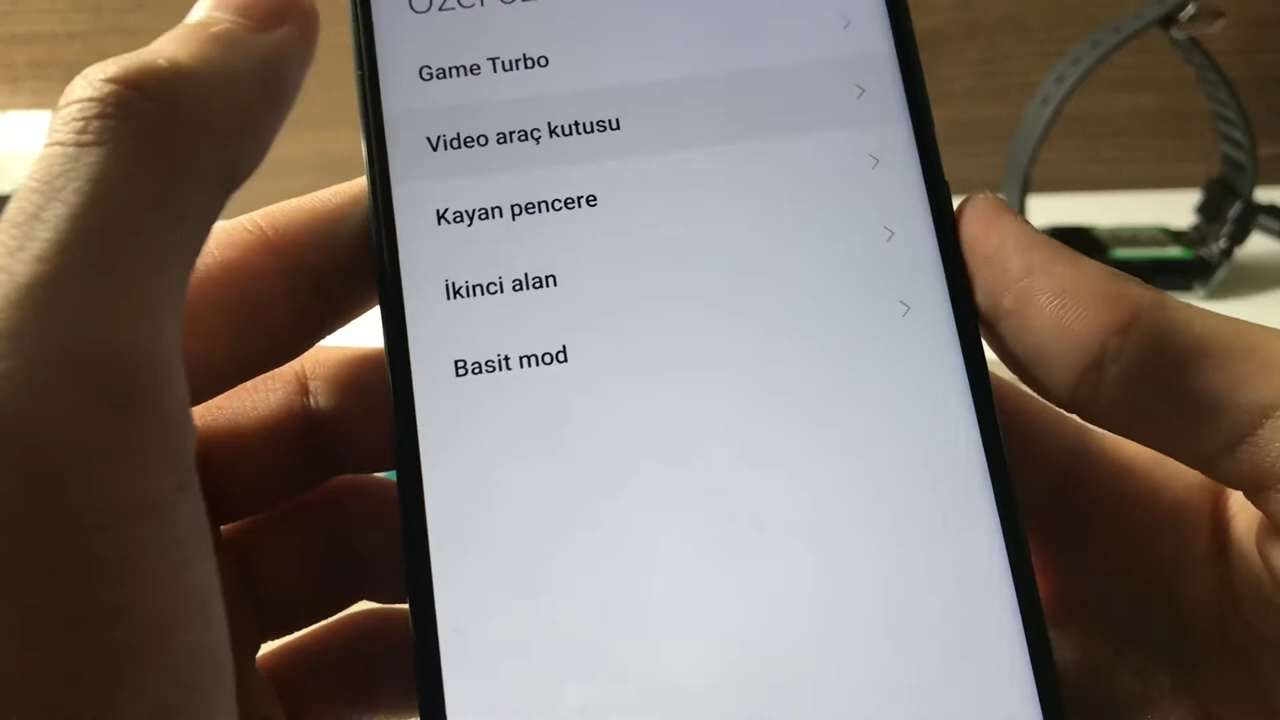 Game Turbo
Video araç kutusu
Kayan pencere
İkinci alan
Basit mod